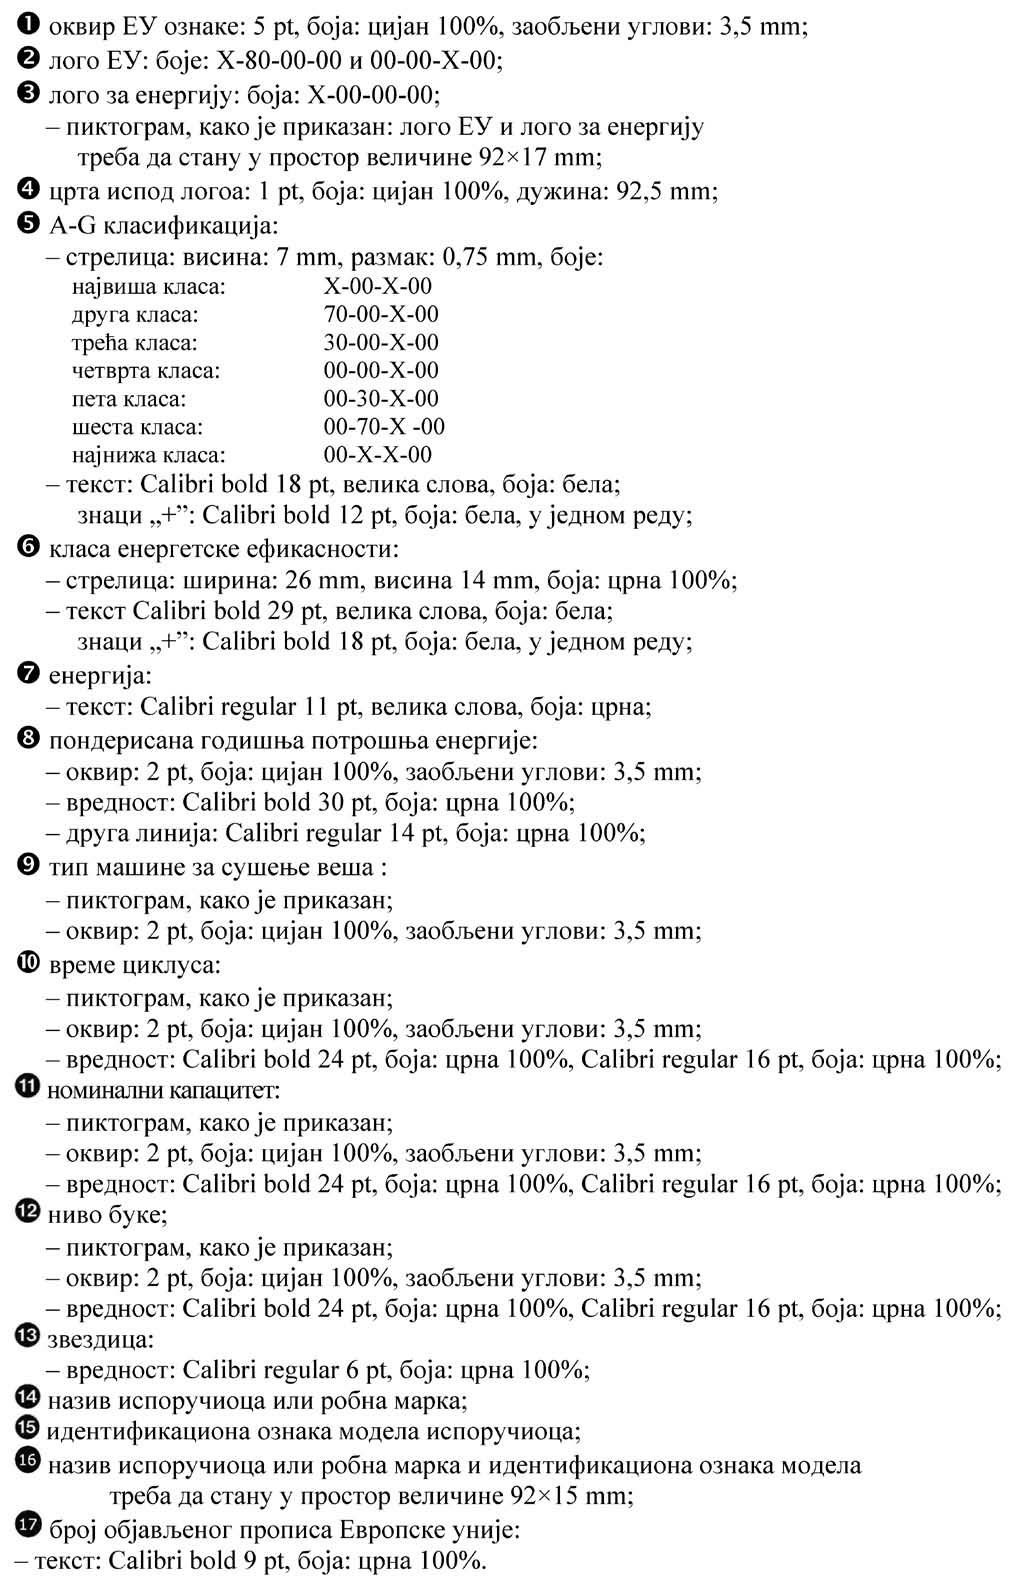 ❶ оквир ЕУ ознаке: 5 pt, боја: цијан 100%, заобљени углови: 3,5 mm;
❷ лого ЕУ: боје: X-80-00-00 и 00-00-X-00;
❸ лого за енергију: боја: X-00-00-00;
– пиктограм, како је приказан: лого ЕУ и лого за енергију
треба да стану у простор величине 92×17 mm;
❹ црта испод логоа: 1 pt, боја: цијан 100%, дужина: 92,5 mm;
❺ A-G класификација:
– стрелица: висина: 7 mm, размак: 0,75 mm, боје:
највиша класа: X-00-X-00
друга класа: 70-00-X-00
трећа класа: 30-00-X-00
четврта класа: 00-00-X-00
пета класа: 00-30-X-00
шеста класа: 00-70-X -00
најнижа класа: 00-X-X-00
– текст: Calibri bold 18 pt, велика слова, боја: бела;
знаци „+”: Calibri bold 12 pt, боја: бела, у једном реду;
❻ класа енергетске ефикасности:
– стрелица: ширина: 26 mm, висина 14 mm, боја: црна 100%;
– текст Calibri bold 29 pt, велика слова, боја: бела;
знаци „+”: Calibri bold 18 pt, боја: бела, у једном реду;
❼ енергија:
– текст: Calibri regular 11 pt, велика слова, боја: црна;
❽ пондерисана годишња потрошња енергије:
– оквир: 2 pt, боја: цијан 100%, заобљени углови: 3,5 mm;
– вредност: Calibri bold 30 pt, боја: црна 100%;
– друга линија: Calibri regular 14 pt, боја: црна 100%;
❾ тип машине за сушење веша :
– пиктограм, како је приказан;
– оквир: 2 pt, боја: цијан 100%, заобљени углови: 3,5 mm;
❿ време циклуса:
– пиктограм, како је приказан;
– оквир: 2 pt, боја: цијан 100%, заобљени углови: 3,5 mm;
– вредност: Calibri bold 24 pt, боја: црна 100%, Calibri regular 16 pt, боја: црна 100%;
⓫ номинални капацитет:
– пиктограм, како је приказан;
– оквир: 2 pt, боја: цијан 100%, заобљени углови: 3,5 mm;
– вредност: Calibri bold 24 pt, боја: црна 100%, Calibri regular 16 pt, боја: црна 100%;
⓬ ниво буке;
– пиктограм, како је приказан;
– оквир: 2 pt, боја: цијан 100%, заобљени углови: 3,5 mm;
– вредност: Calibri bold 24 pt, боја: црна 100%, Calibri regular 16 pt, боја: црна 100%;
⓭ звездица:
– вредност: Calibri regular 6 pt, боја: црна 100%;
⓮ назив испоручиоца или робна марка;
⓯ идентификациона ознака модела испоручиоца;
⓰ назив испоручиоца или робна марка и идентификациона ознака модела
треба да стану у простор величине 92×15 mm;
⓱ број објављеног прописа Европске уније:
– текст: Calibri bold 9 pt, боја: црна 100%.